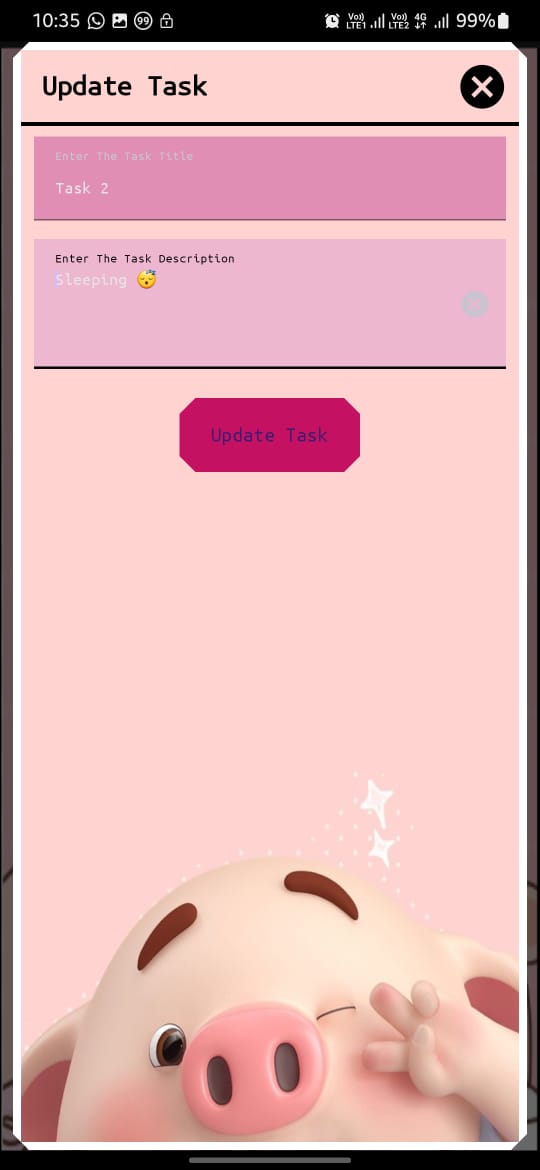 10:35 99 Vo)) LTE1 Vo)) LTE2 4G 99%
Update Task
Enter The Task Title
Task 2
Enter The Task Description
Sleeping 😴
Update Task